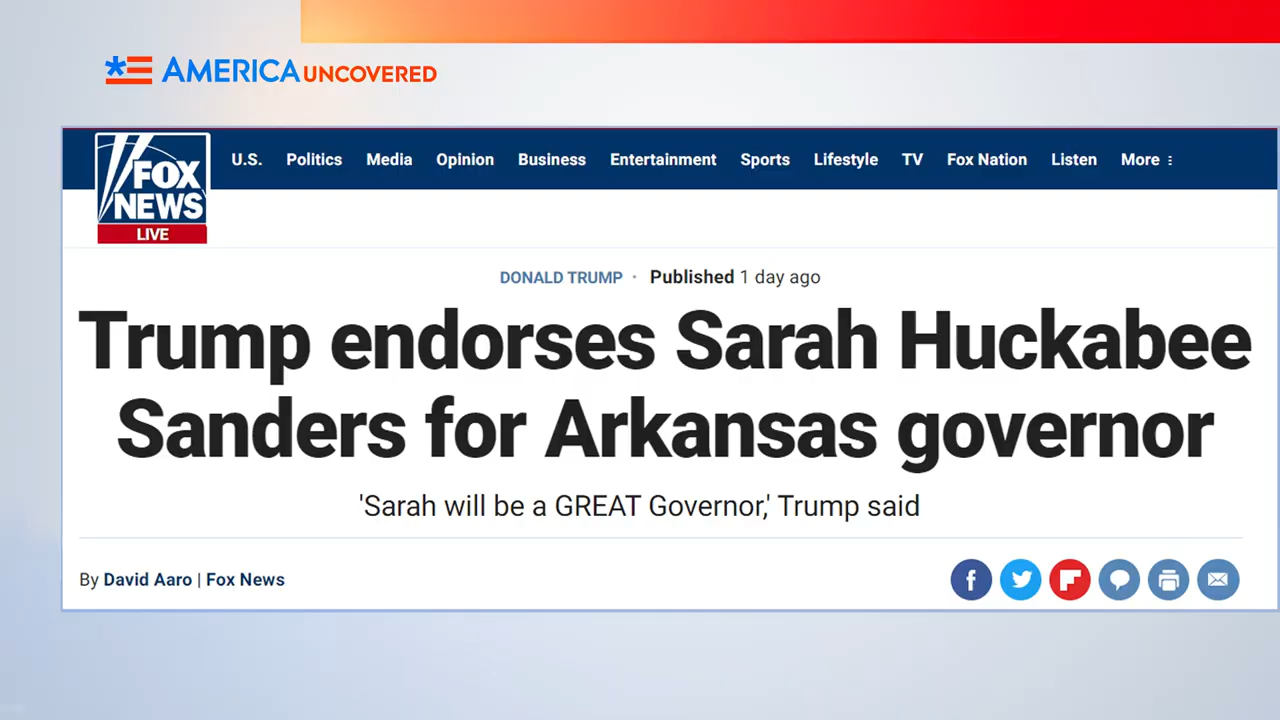 AMERICA UNCOVERED
FOX NEWS LIVE U.S. Politics Media Opinion Business Entertainment Sports Lifestyle TV Fox Nation Listen More
DONALD TRUMP · Published 1 day ago
Trump endorses Sarah Huckabee
Sanders for Arkansas governor
'Sarah will be a GREAT Governor,' Trump said
By David Aaro | Fox News